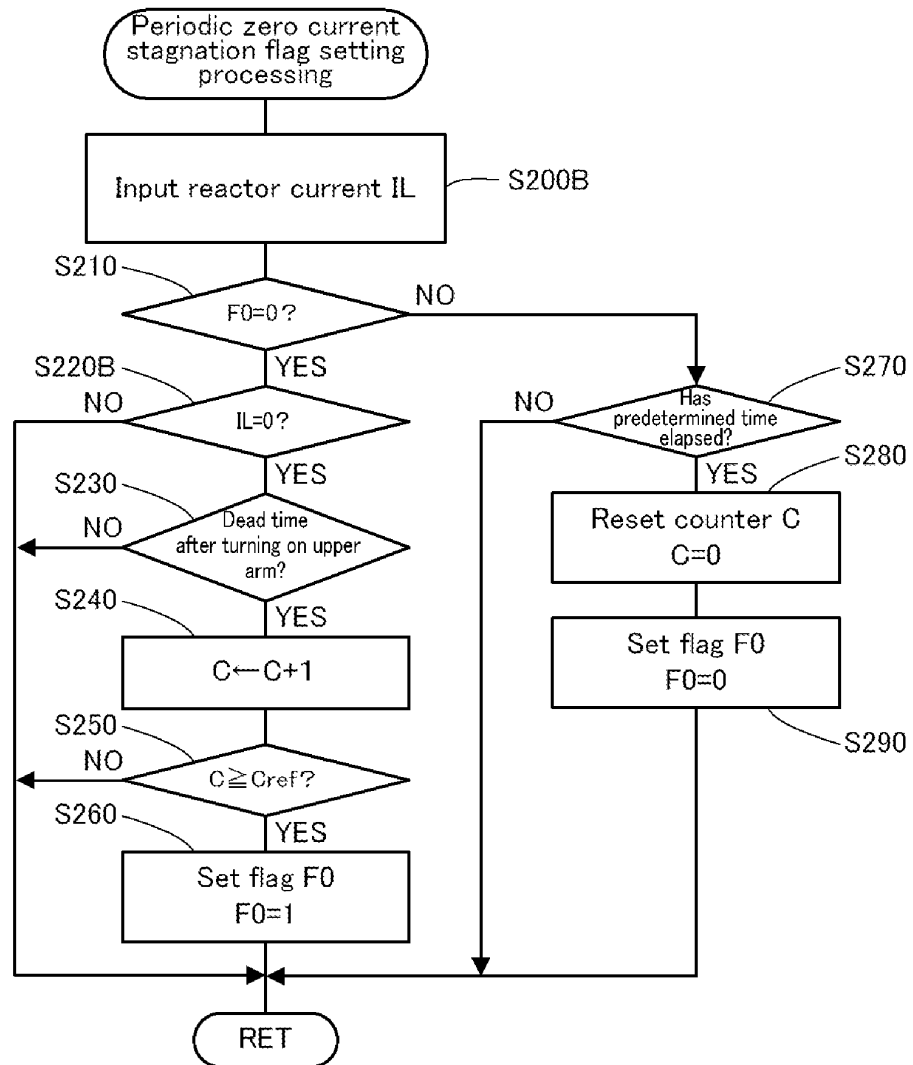 Periodic zero current
stagnation flag setting
processing
Input reactor current IL
S200B
S210
F0=0?
NO
YES
S220B
NO
IL=0?
YES
S270
NO
Has
predetermined time
elapsed?
YES
S230
NO
Dead time
after turning on upper
arm?
YES
S280
Reset counter C
C=0
S240
C←C+1
Set flag F0
F0=0
S290
S250
NO
C≧Cref?
YES
S260
Set flag F0
F0=1
RET